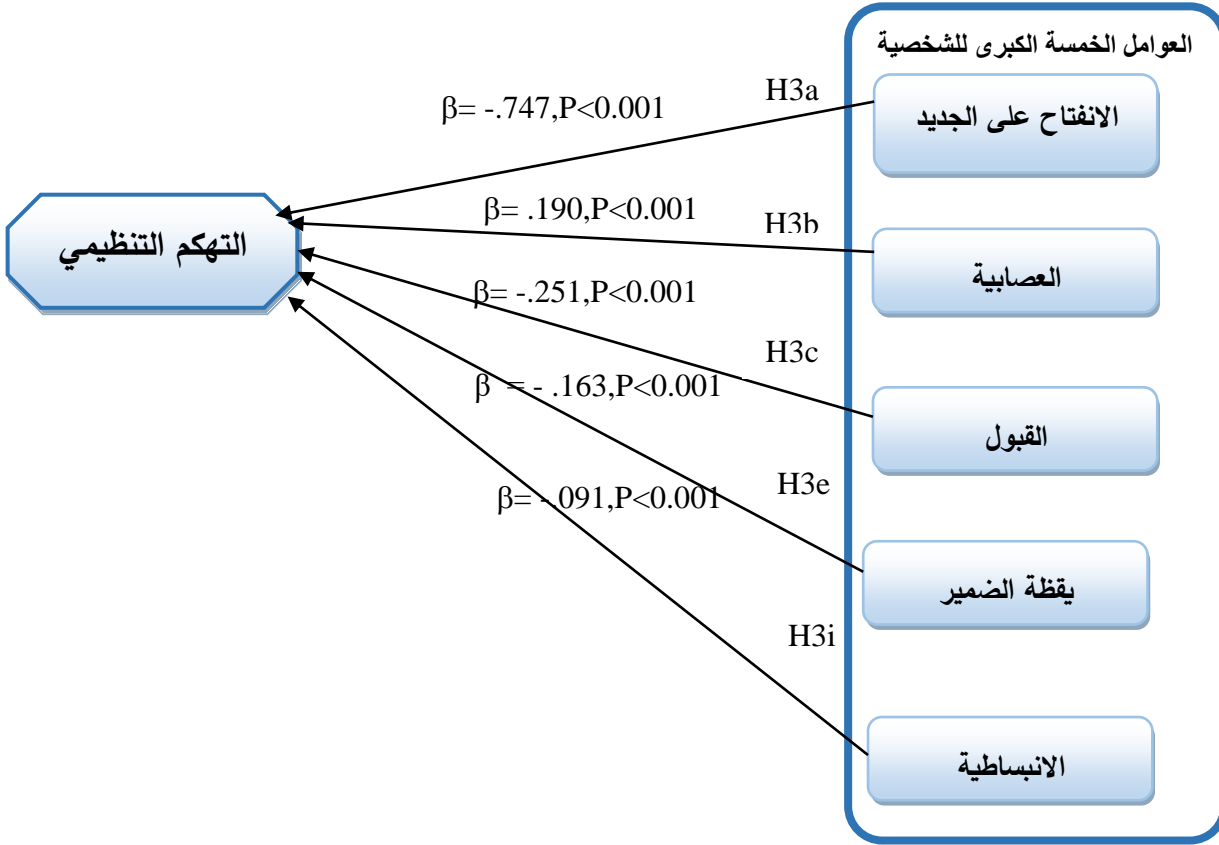 العوامل الخمسة الكبرى للشخصية
H3a
الانفتاح على الجديد
β= -.747,P<0.001
β= .190,P<0.001
H3b
التهكم التنظيمي
العصابية
β= -.251,P<0.001
H3c
β = - .163,P<0.001
القبول
H3e
β= -.091,P<0.001
يقظة الضمير
H3i
الانبساطية